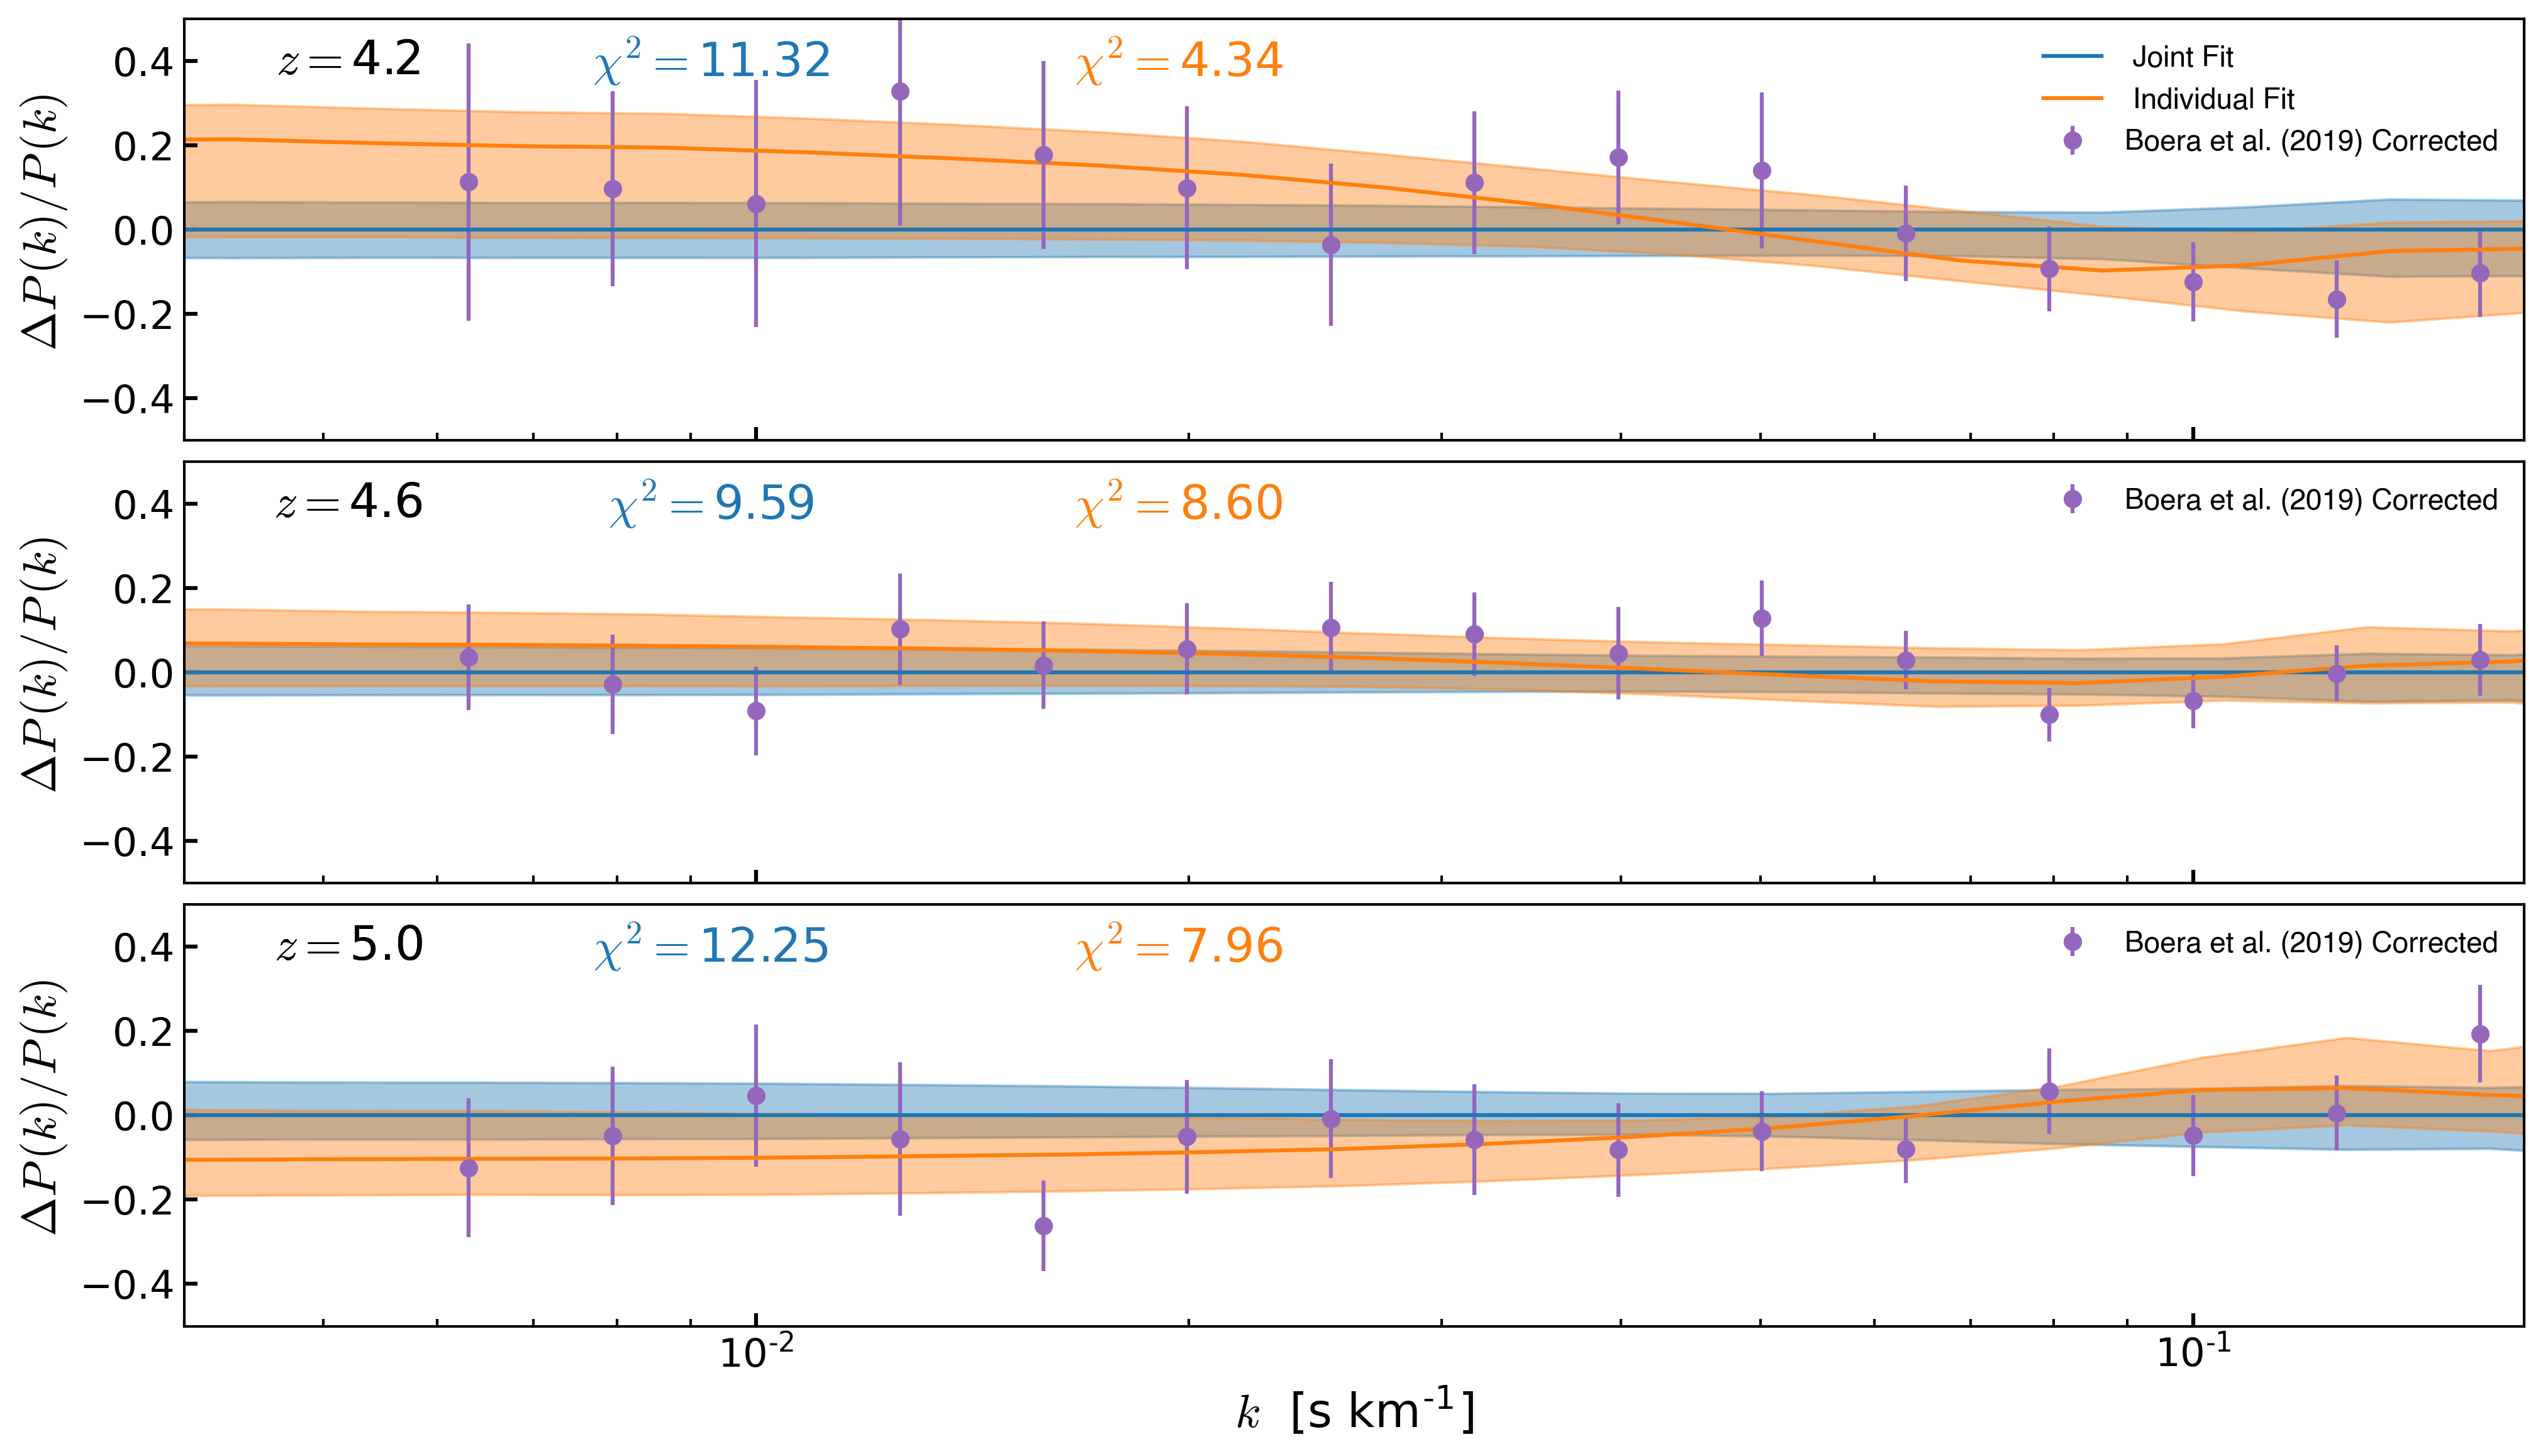 z = 4.2 χ² = 11.32 χ² = 4.34
Joint Fit
Individual Fit
Boera et al. (2019) Corrected
0.4
0.2
0.0
−0.2
−0.4
ΔP(k)/P(k)
z = 4.6 χ² = 9.59 χ² = 8.60
Boera et al. (2019) Corrected
0.4
0.2
0.0
−0.2
−0.4
ΔP(k)/P(k)
z = 5.0 χ² = 12.25 χ² = 7.96
Boera et al. (2019) Corrected
0.4
0.2
0.0
−0.2
−0.4
ΔP(k)/P(k)
10⁻² 10⁻¹
k [s km⁻¹]